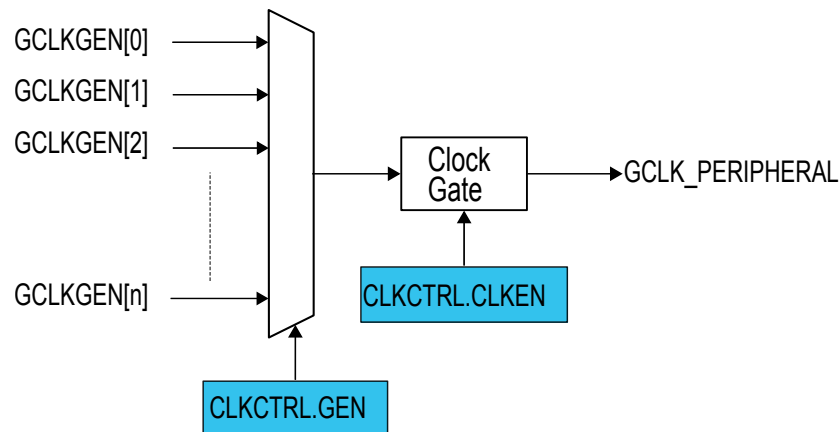 GCLKGEN[0]
GCLKGEN[1]
GCLKGEN[2]
Clock
Gate
GCLK_PERIPHERAL
GCLKGEN[n]
CLKCTRL.CLKEN
CLKCTRL.GEN